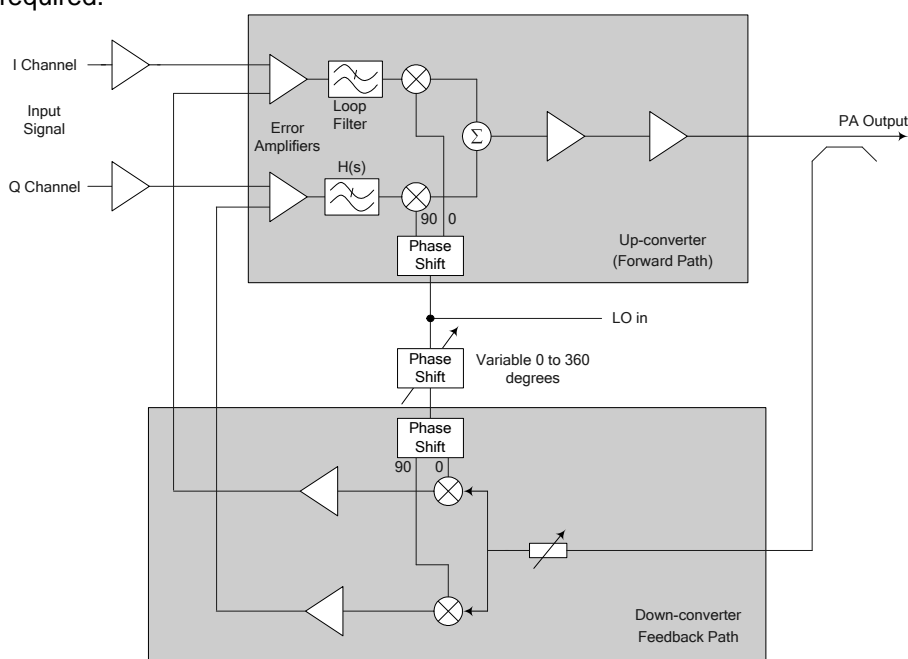 required.
I Channel
Input
Signal
Q Channel
Error
Amplifiers
Loop
Filter
H(s)
Σ
PA Output
90 0
Phase
Shift
Up-converter
(Forward Path)
LO in
Phase
Shift
Variable 0 to 360
degrees
Phase
Shift
90 0
Down-converter
Feedback Path